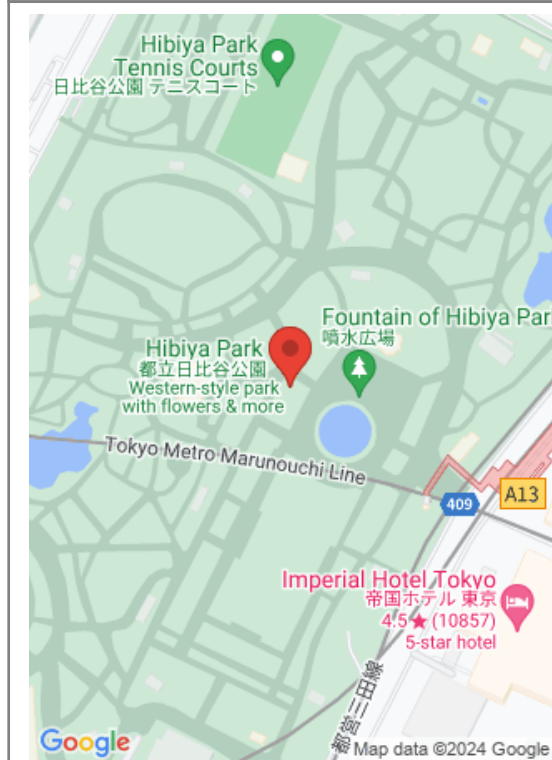 Hibiya Park
Tennis Courts
日比谷公園 テニスコート
Fountain of Hibiya Par
噴水広場
Hibiya Park
都立日比谷公園
Western-style park
with flowers & more
Tokyo Metro Marunouchi Line
409
A13
Imperial Hotel Tokyo
帝国ホテル 東京
4.5★(10857)
5-star hotel
都営三田線
Google
Map data ©2024 Google